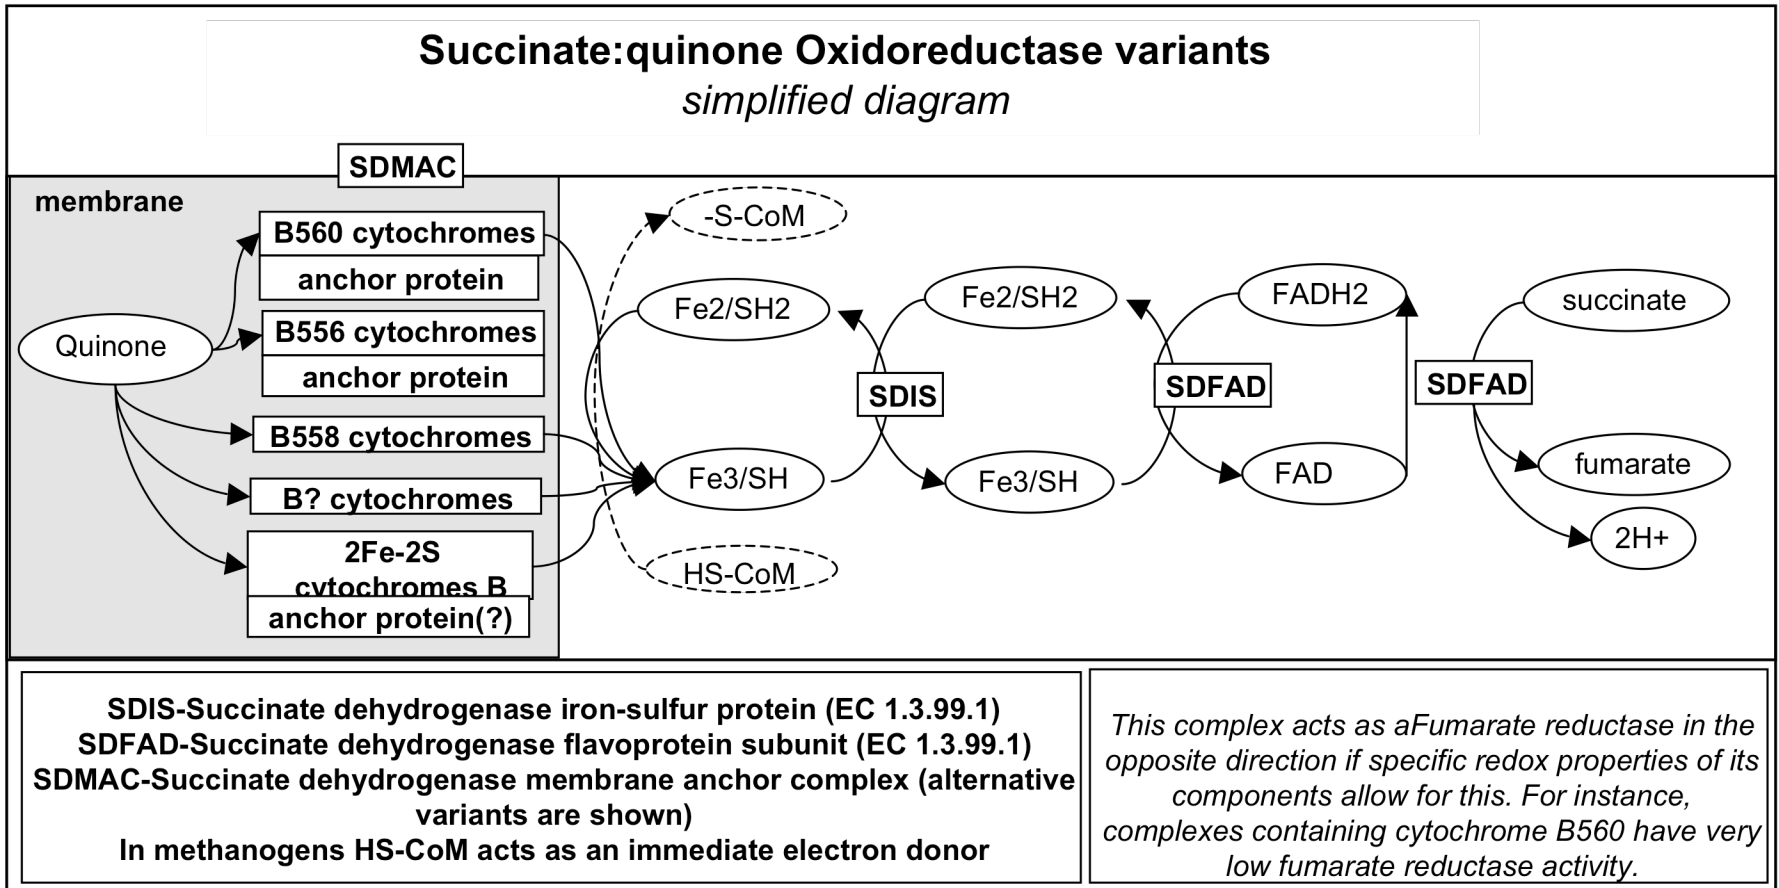 Succinate:quinone Oxidoreductase variants
simplified diagram
SDMAC
membrane
B560 cytochromes
anchor protein
B556 cytochromes
anchor protein
Quinone
B558 cytochromes
B? cytochromes
2Fe-2S
cytochromes B
anchor protein(?)
-S-CoM
Fe2/SH2
Fe3/SH
HS-CoM
SDIS
Fe2/SH2
Fe3/SH
SDFAD
FADH2
FAD
SDFAD
succinate
fumarate
2H+
SDIS-Succinate dehydrogenase iron-sulfur protein (EC 1.3.99.1)
SDFAD-Succinate dehydrogenase flavoprotein subunit (EC 1.3.99.1)
SDMAC-Succinate dehydrogenase membrane anchor complex (alternative
variants are shown)
In methanogens HS-CoM acts as an immediate electron donor
This complex acts as aFumarate reductase in the
opposite direction if specific redox properties of its
components allow for this. For instance,
complexes containing cytochrome B560 have very
low fumarate reductase activity.